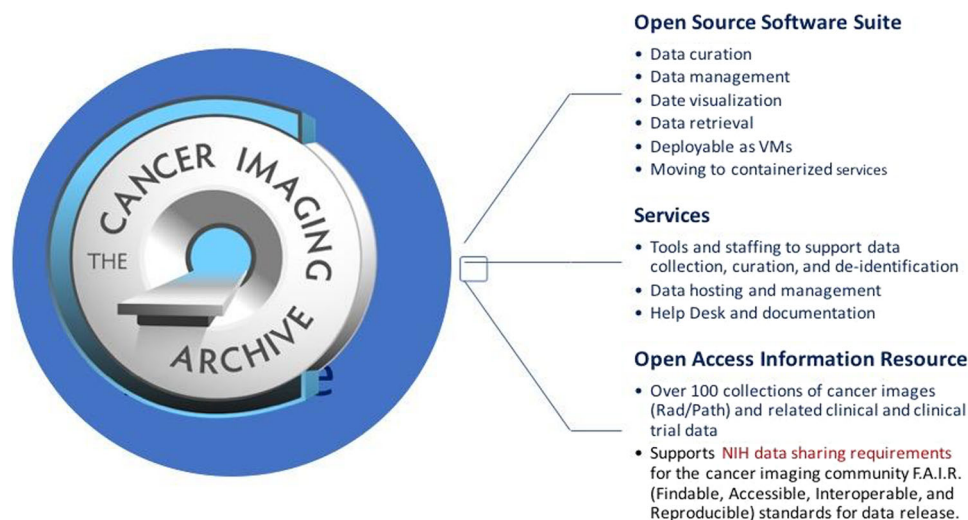 THE
CANCER IMAGING
ARCHIVE
Open Source Software Suite
• Data curation
• Data management
• Date visualization
• Data retrieval
• Deployable as VMs
• Moving to containerized services
Services
• Tools and staffing to support data
collection, curation, and de-identification
• Data hosting and management
• Help Desk and documentation
Open Access Information Resource
• Over 100 collections of cancer images
(Rad/Path) and related clinical and clinical
trial data
• Supports NIH data sharing requirements
for the cancer imaging community F.A.I.R.
(Findable, Accessible, Interoperable, and
Reproducible) standards for data release.